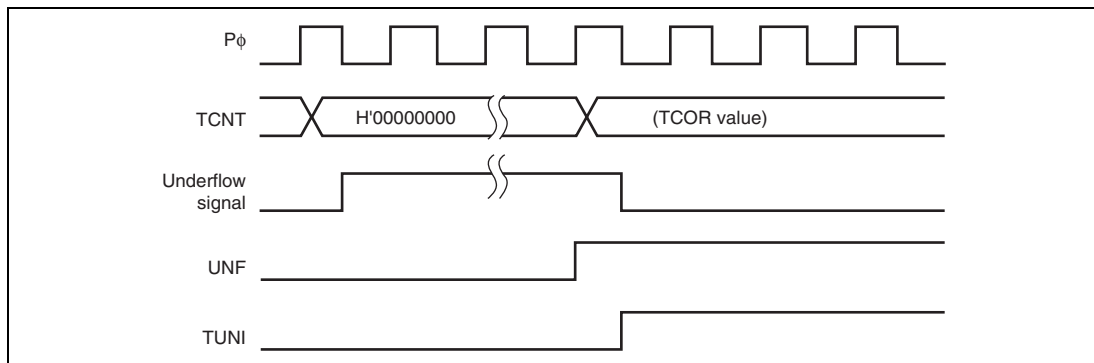 Pϕ
TCNT
H'00000000
(TCOR value)
Underflow
signal
UNF
TUNI